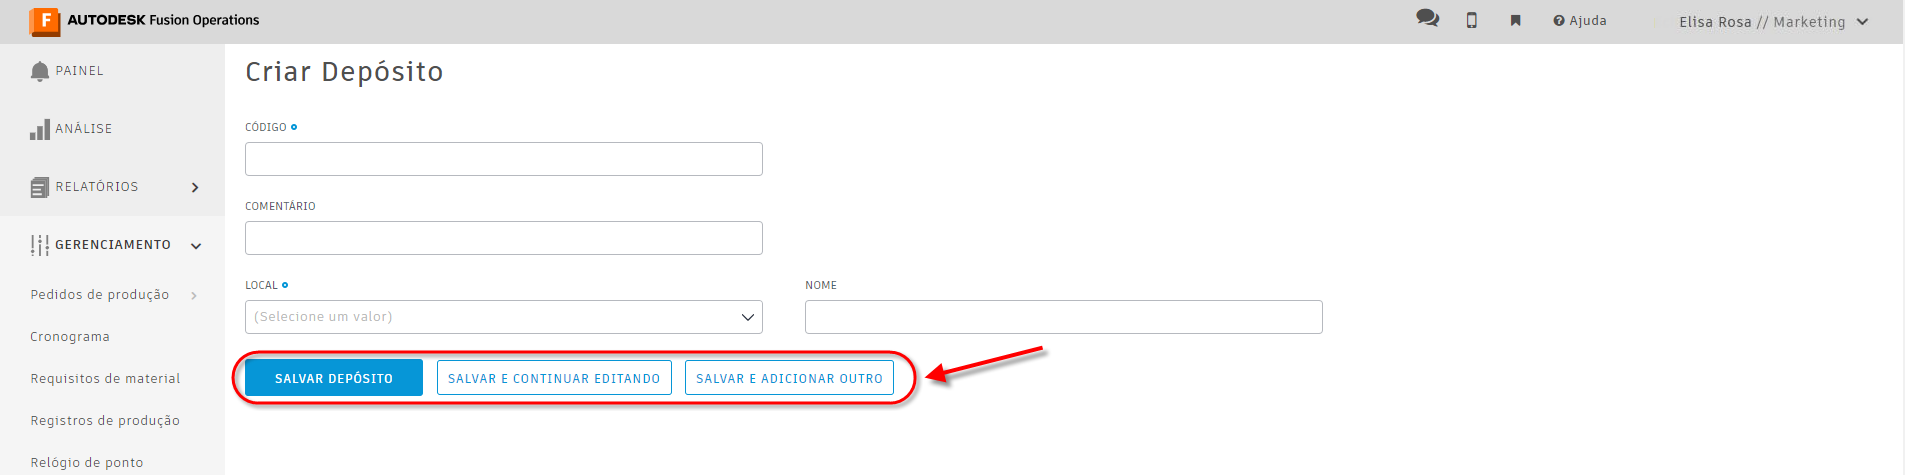 F AUTODESK Fusion Operations
Ajuda
Elisa Rosa // Marketing
PAINEL
ANÁLISE
RELATÓRIOS
GERENCIAMENTO
Pedidos de produção
Cronograma
Requisitos de material
Registros de produção
Relógio de ponto
Criar Depósito
CÓDIGO
COMENTÁRIO
LOCAL
(Selecione um valor)
NOME
SALVAR DEPÓSITO
SALVAR E CONTINUAR EDITANDO
SALVAR E ADICIONAR OUTRO